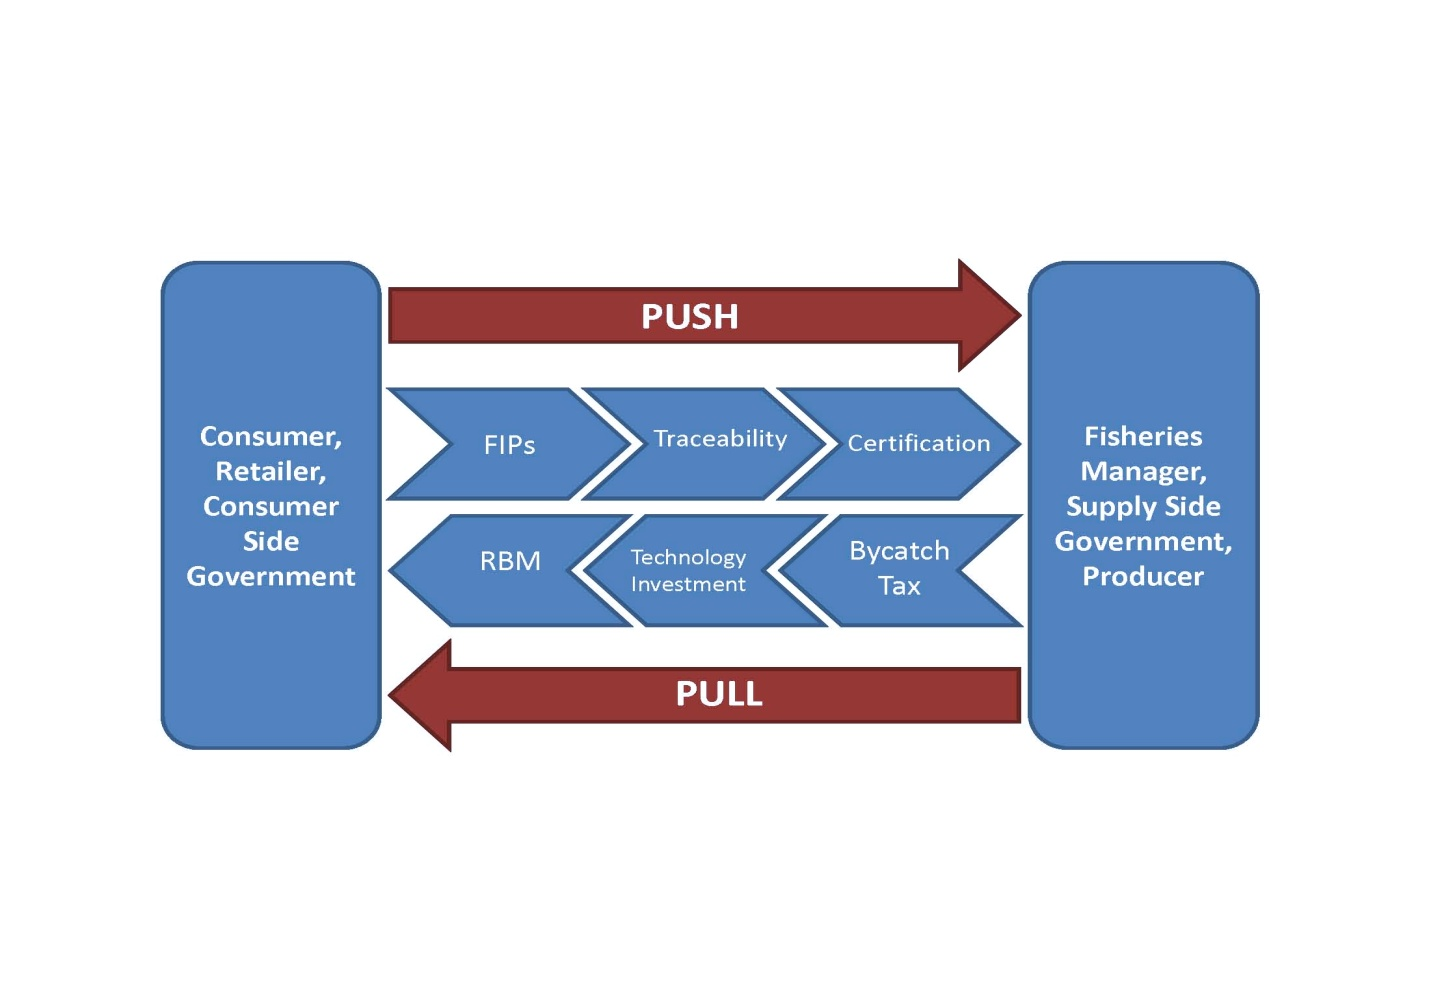 PUSH
Consumer,
Retailer,
Consumer
Side
Government
FIPs
Traceability
Certification
RBM
Technology
Investment
Bycatch
Tax
Fisheries
Manager,
Supply Side
Government,
Producer
PULL